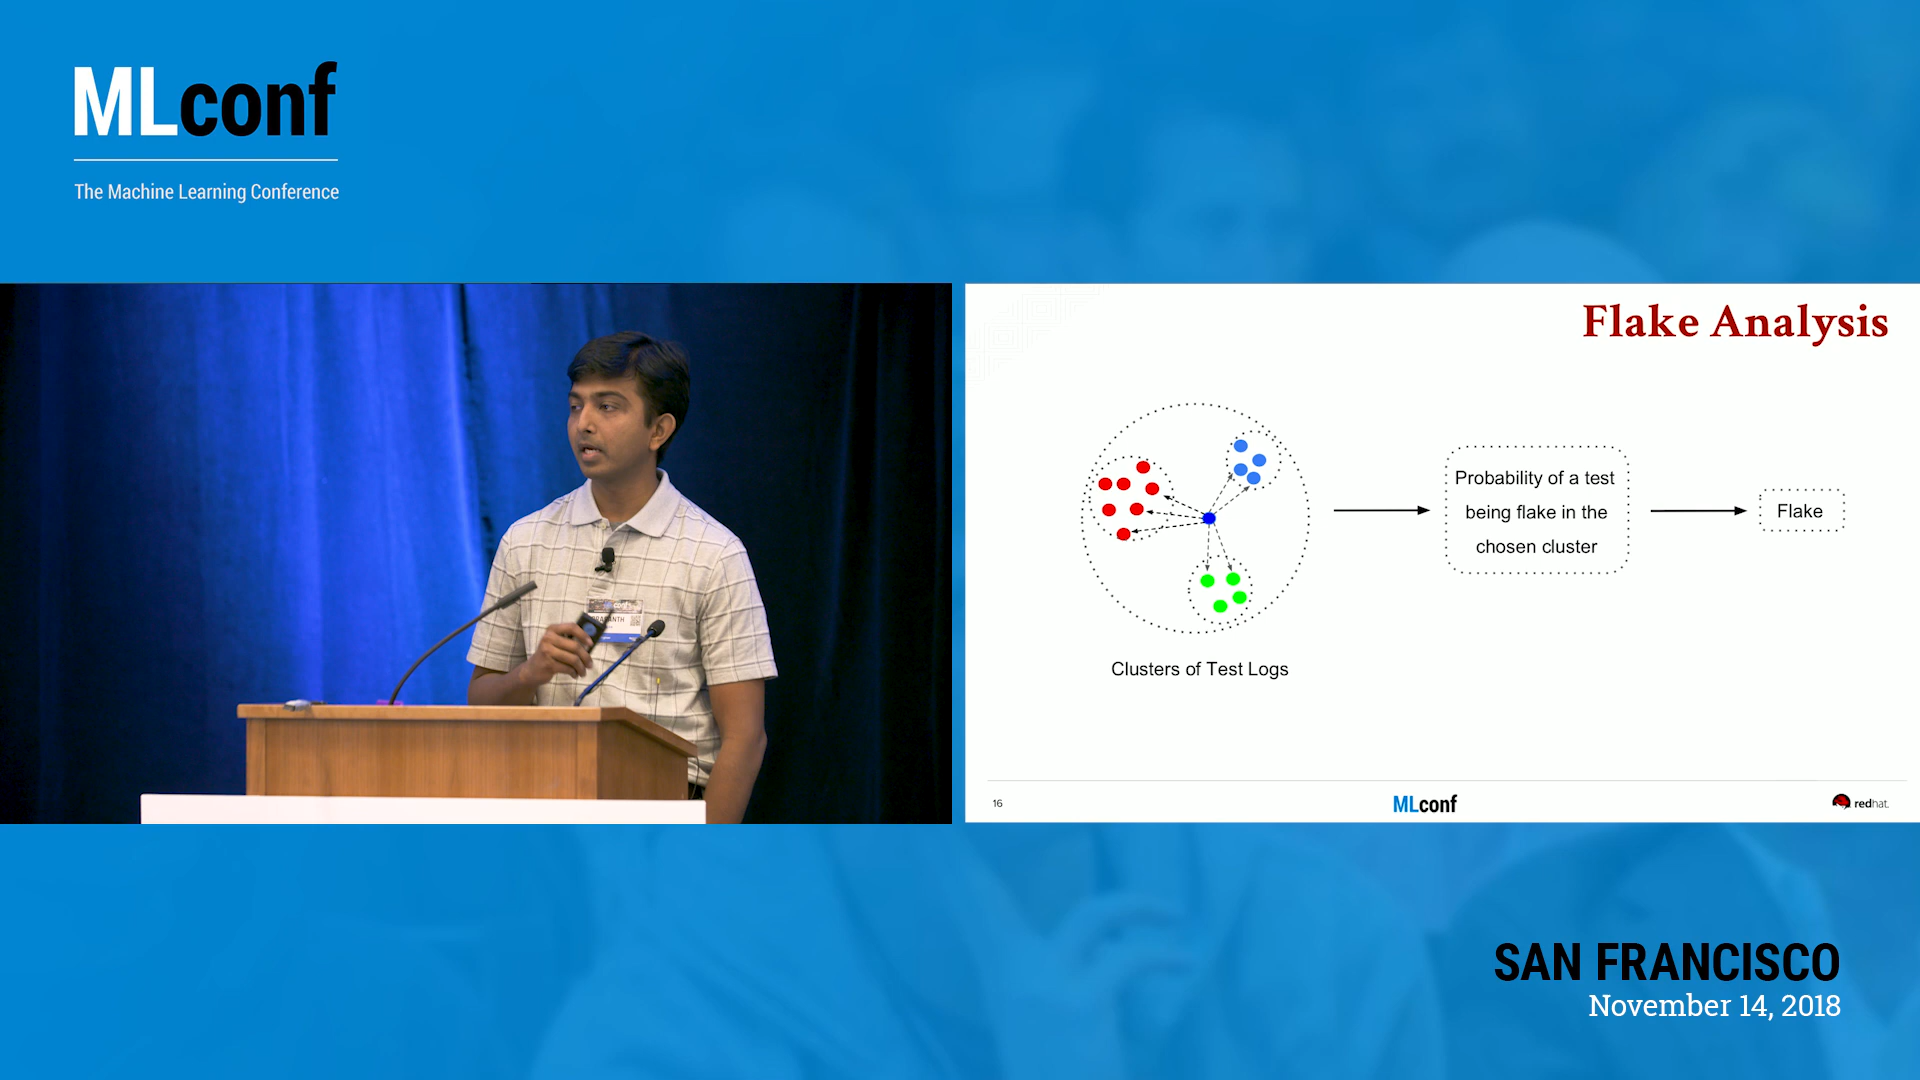 MLconf
The Machine Learning Conference
Flake Analysis
Probability of a test
being flake in the
chosen cluster
Flake
Clusters of Test Logs
16
MLconf
redhat.
SAN FRANCISCO
November 14, 2018